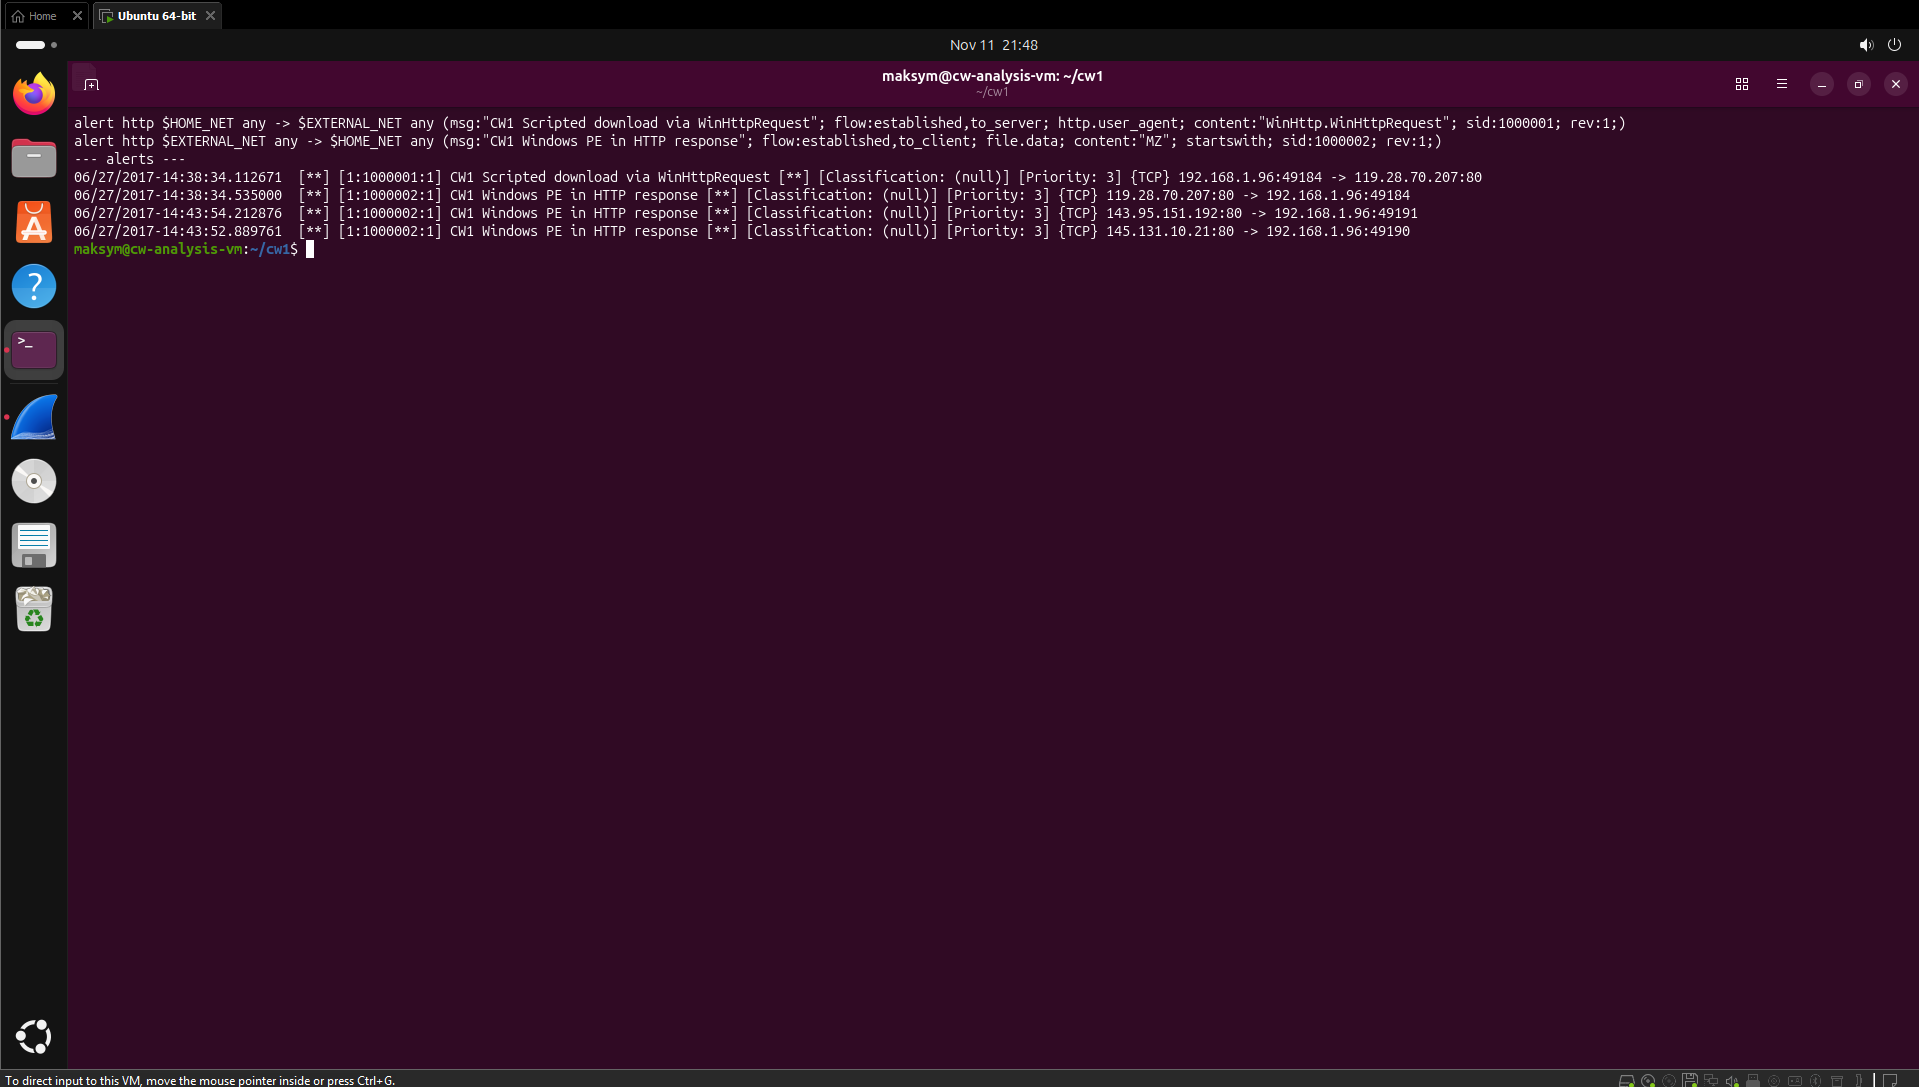 Home
Ubuntu 64-bit
Nov 11 21:48
maksym@cw-analysis-vm: ~/cw1
~/cw1
alert http $HOME_NET any -> $EXTERNAL_NET any (msg:"CW1 Scripted download via WinHttpRequest"; flow:established,to_server; http.user_agent; content:"WinHttp.WinHttpRequest"; sid:1000001; rev:1;)
alert http $EXTERNAL_NET any -> $HOME_NET any (msg:"CW1 Windows PE in HTTP response"; flow:established,to_client; file.data; content:"MZ"; startswith; sid:1000002; rev:1;)
--- alerts ---
06/27/2017-14:38:34.112671  [**] [1:1000001:1] CW1 Scripted download via WinHttpRequest [**] [Classification: (null)] [Priority: 3] {TCP} 192.168.1.96:49184 -> 119.28.70.207:80
06/27/2017-14:38:34.535000  [**] [1:1000002:1] CW1 Windows PE in HTTP response [**] [Classification: (null)] [Priority: 3] {TCP} 119.28.70.207:80 -> 192.168.1.96:49184
06/27/2017-14:43:54.212876  [**] [1:1000002:1] CW1 Windows PE in HTTP response [**] [Classification: (null)] [Priority: 3] {TCP} 143.95.151.192:80 -> 192.168.1.96:49191
06/27/2017-14:43:52.889761  [**] [1:1000002:1] CW1 Windows PE in HTTP response [**] [Classification: (null)] [Priority: 3] {TCP} 145.131.10.21:80 -> 192.168.1.96:49190
maksym@cw-analysis-vm:~/cw1$
To direct input to this VM, move the mouse pointer inside or press Ctrl+G.